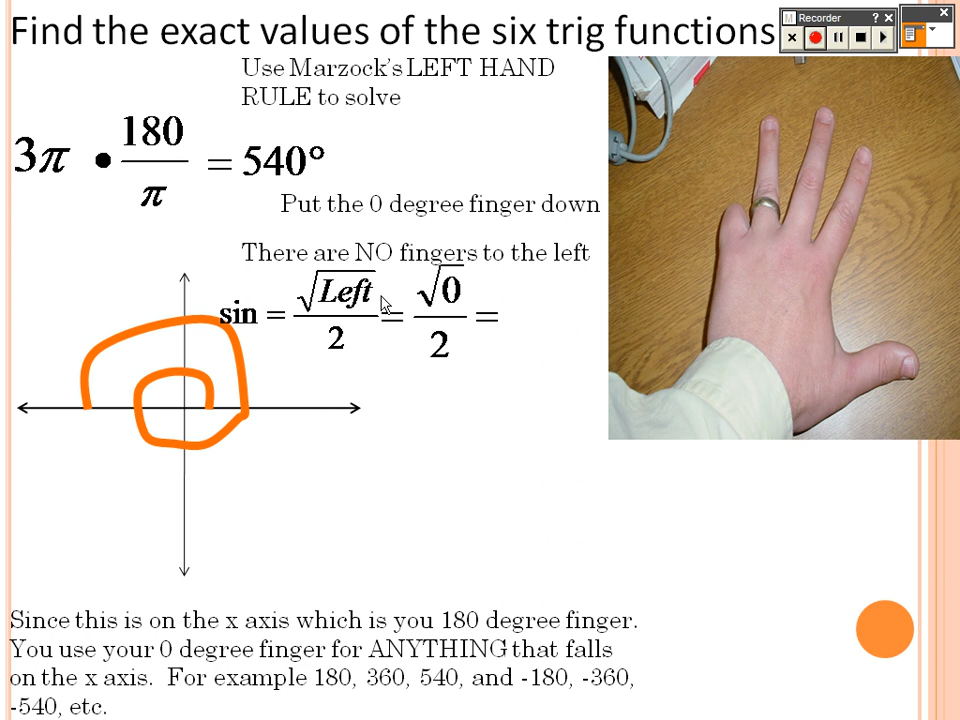 Find the exact values of the six trig functions
M Recorder ? ×
Use Marzock's LEFT HAND
RULE to solve
3π • 180/π = 540°
Put the 0 degree finger down
There are NO fingers to the left
sin = √Left/2 = √0/2 =
Since this is on the x axis which is you 180 degree finger.
You use your 0 degree finger for ANYTHING that falls
on the x axis. For example 180, 360, 540, and -180, -360,
-540, etc.